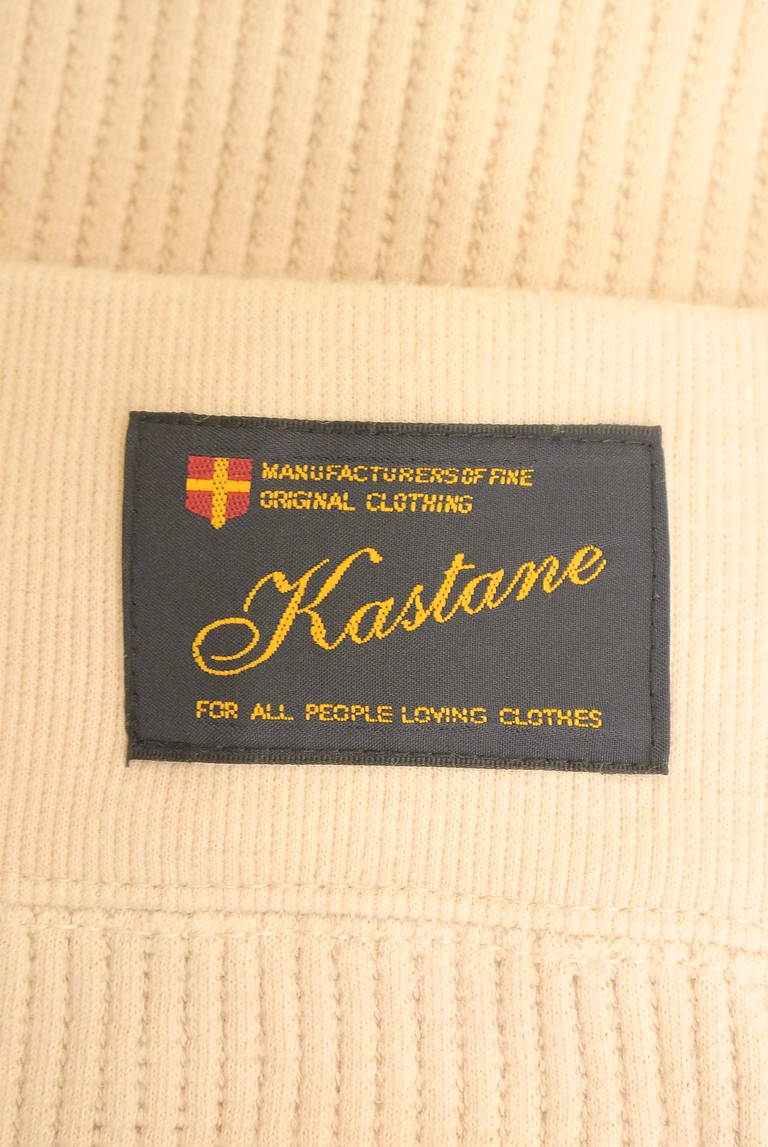 MANUFACTURERS OF FINE
ORIGINAL CLOTHING
Kastane
FOR ALL PEOPLE LOVING CLOTHES